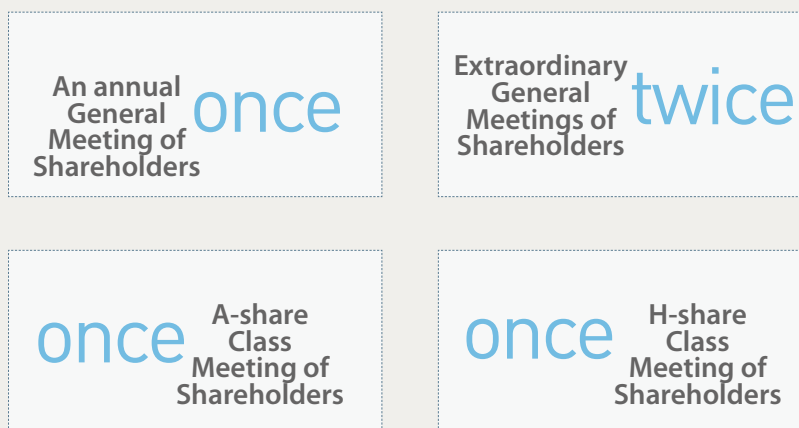 An annual
General
Meeting of
Shareholders
once
Extraordinary
General
Meetings of
Shareholders
twice
once
A-share
Class
Meeting of
Shareholders
once
H-share
Class
Meeting of
Shareholders